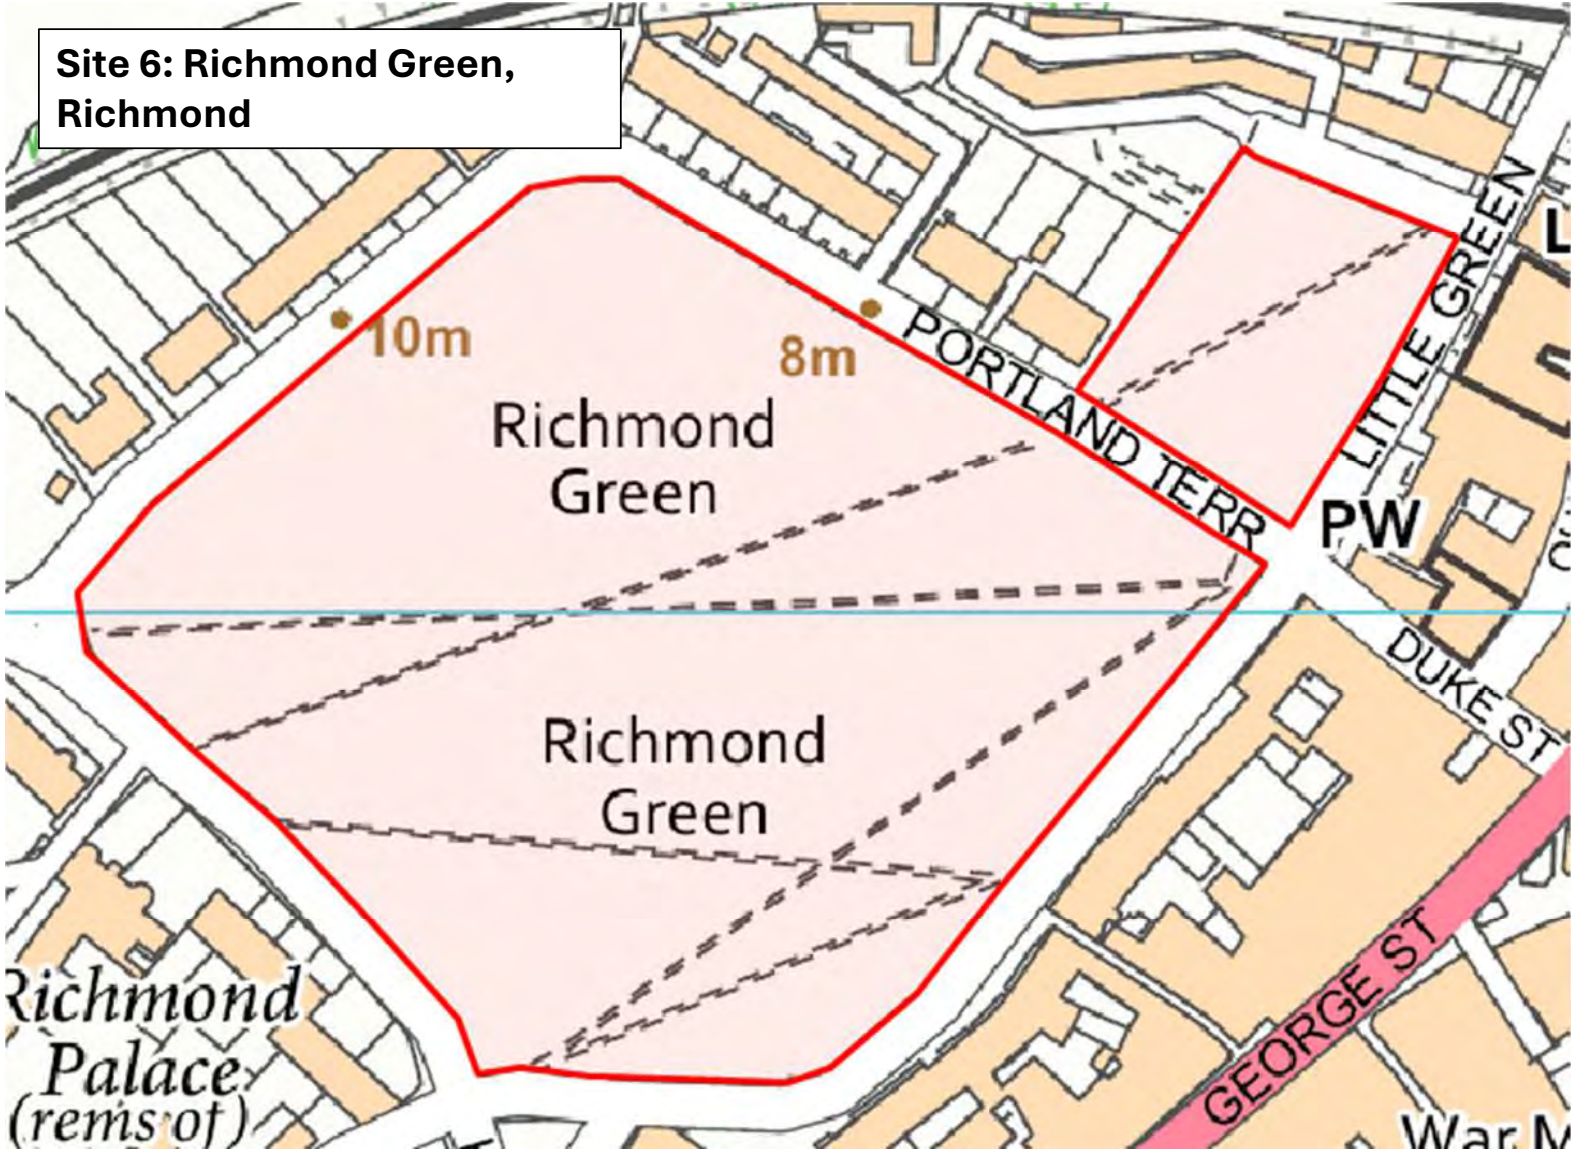 Site 6: Richmond Green,
Richmond
10m
8m
PORTLAND TERR
LITTLE GREEN
L
Richmond
Green
PW
DUKE ST
Richmond
Green
GEORGE ST
Richmond
Palace
(rems of)
War M